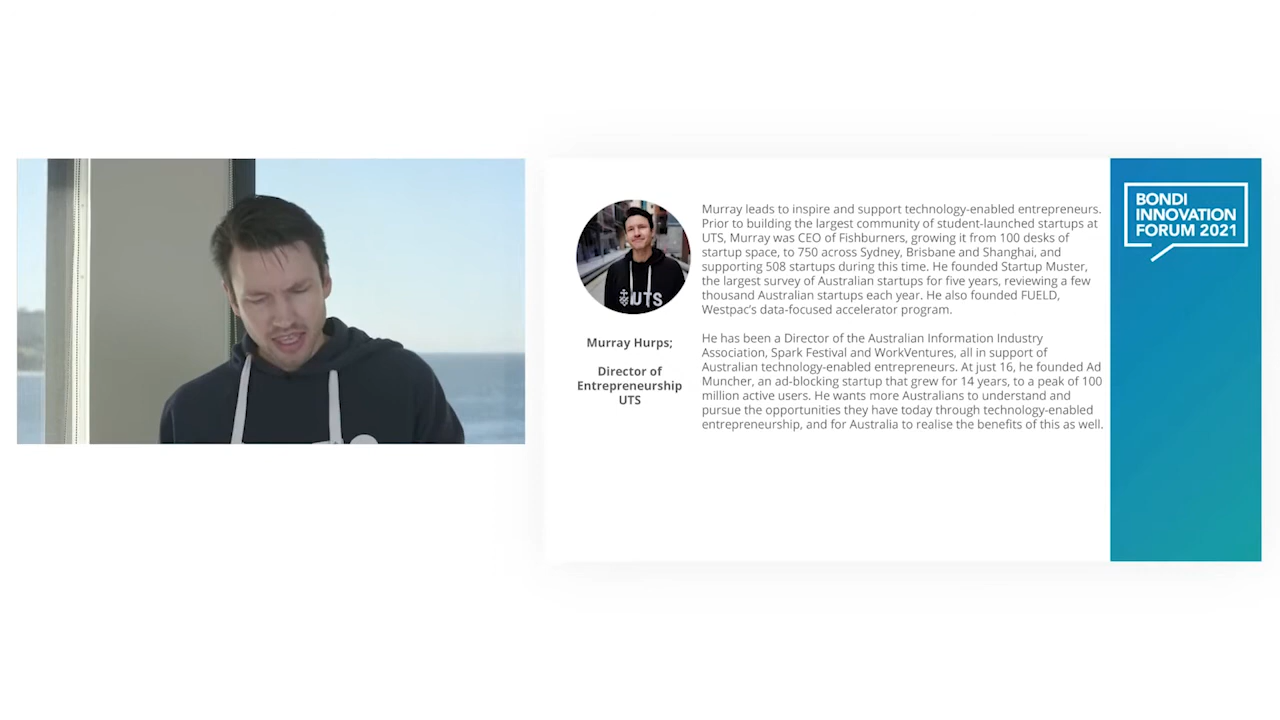 BONDI
INNOVATION
FORUM 2021
Murray leads to inspire and support technology-enabled entrepreneurs.
Prior to building the largest community of student-launched startups at
UTS, Murray was CEO of Fishburners, growing it from 100 desks of
startup space, to 750 across Sydney, Brisbane and Shanghai, and
supporting 508 startups during this time. He founded Startup Muster,
the largest survey of Australian startups for five years, reviewing a few
thousand Australian startups each year. He also founded FUELD,
Westpac's data-focused accelerator program.
He has been a Director of the Australian Information Industry
Association, Spark Festival and WorkVentures, all in support of
Australian technology-enabled entrepreneurs. At just 16, he founded Ad
Muncher, an ad-blocking startup that grew for 14 years, to a peak of 100
million active users. He wants more Australians to understand and
pursue the opportunities they have today through technology-enabled
entrepreneurship, and for Australia to realise the benefits of this as well.
UTS
Murray Hurps;
Director of
Entrepreneurship
UTS